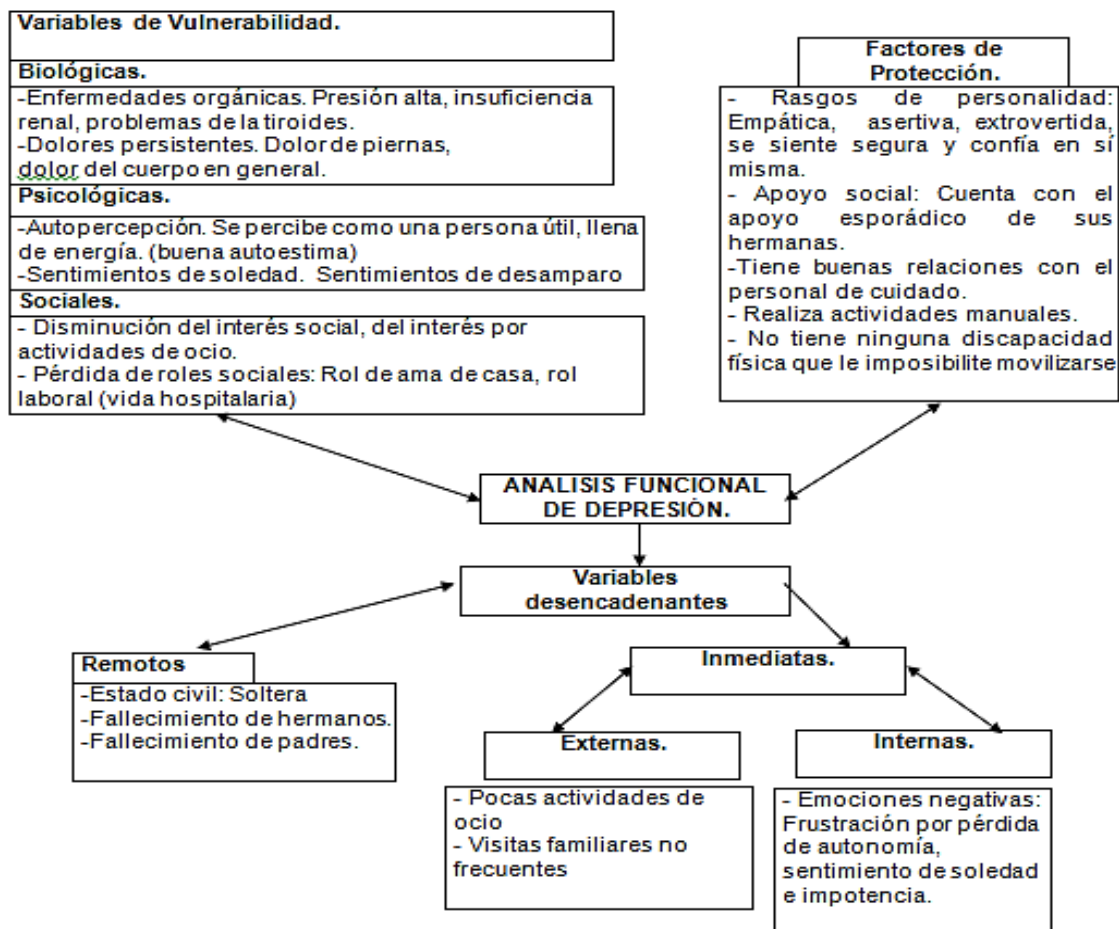 Variables de Vulnerabilidad.
Biológicas.
-Enfermedades orgánicas. Presión alta, insuficiencia
renal, problemas de la tiroides.
-Dolores persistentes. Dolor de piernas,
dolor del cuerpo en general.
Psicológicas.
-Autopercepción. Se percibe como una persona útil, llena
de energía. (buena autoestima)
-Sentimientos de soledad. Sentimientos de desamparo
Sociales.
- Disminución del interés social, del interés por
actividades de ocio.
- Pérdida de roles sociales: Rol de ama de casa, rol
laboral (vida hospitalaria)
Factores de
Protección.
- Rasgos de personalidad:
Empática, asertiva, extrovertida,
se siente segura y confía en sí
misma.
- Apoyo social: Cuenta con el
apoyo esporádico de sus
hermanas.
-Tiene buenas relaciones con el
personal de cuidado.
- Realiza actividades manuales.
- No tiene ninguna discapacidad
física que le imposibilite movilizarse
ANALISIS FUNCIONAL
DE DEPRESIÓN.
Variables
desencadenantes
Remotos
-Estado civil: Soltera
-Fallecimiento de hermanos.
-Fallecimiento de padres.
Inmediatas.
Externas.
- Pocas actividades de
ocio
- Visitas familiares no
frecuentes
Internas.
- Emociones negativas:
Frustración por pérdida
de autonomía,
sentimiento de soledad
e impotencia.